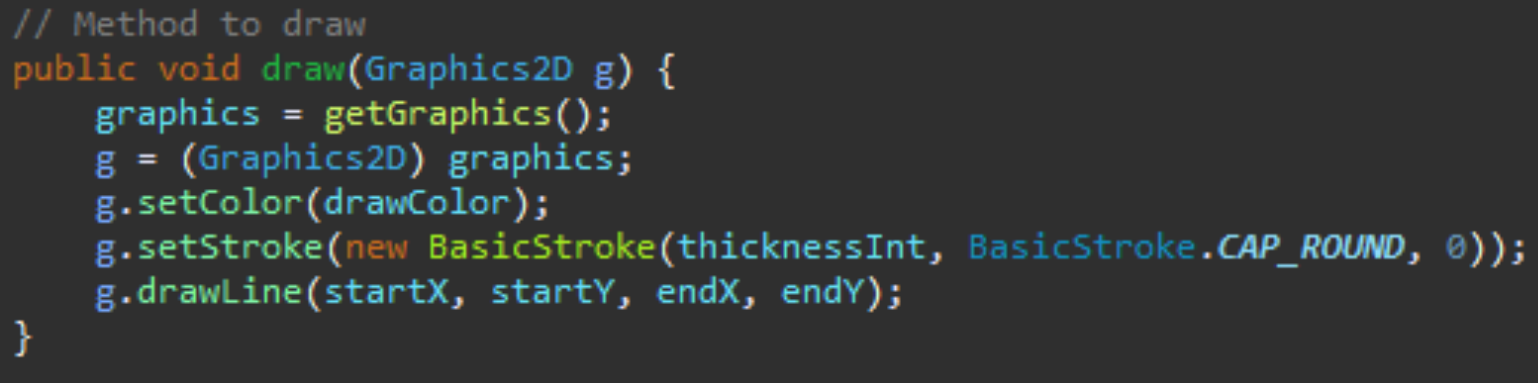 // Method to draw
public void draw(Graphics2D g) {
    graphics = getGraphics();
    g = (Graphics2D) graphics;
    g.setColor(drawColor);
    g.setStroke(new BasicStroke(thicknessInt, BasicStroke.CAP_ROUND, 0));
    g.drawLine(startX, startY, endX, endY);
}